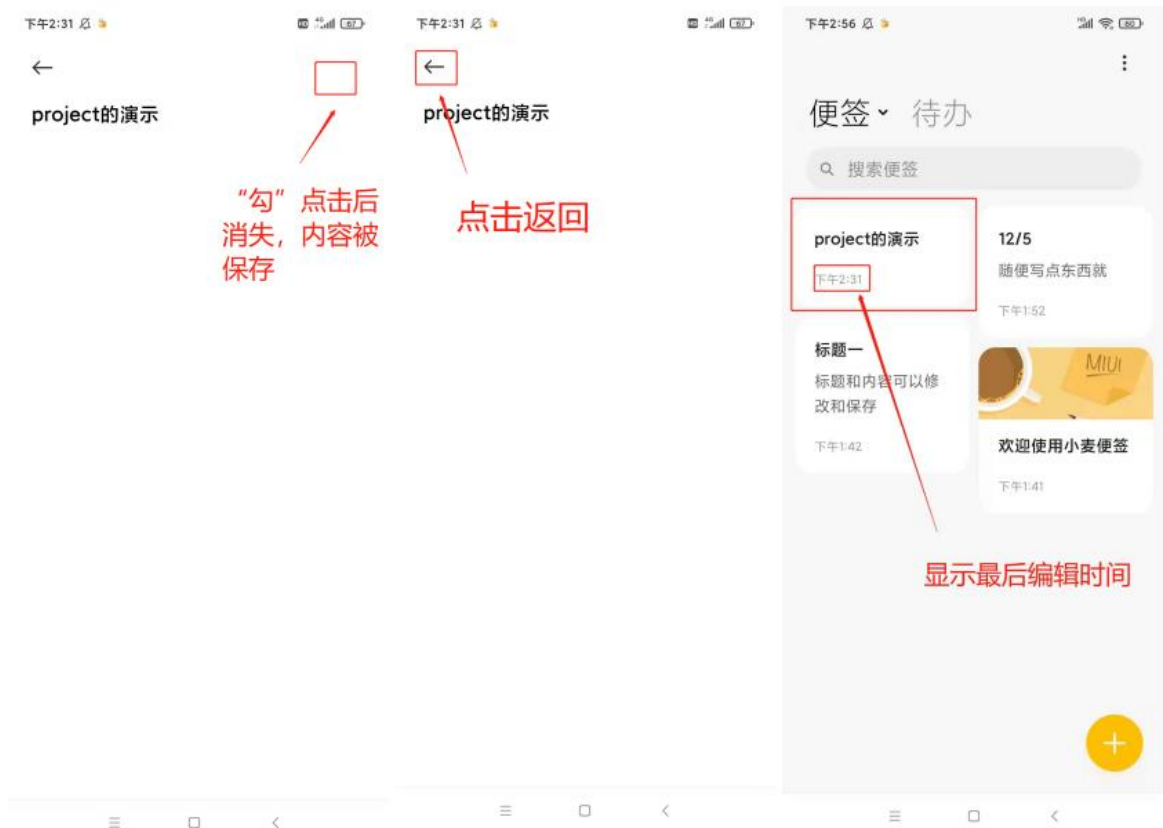 下午2:31
67
project的演示
“勾”点击后
消失，内容被
保存
下午2:31
67
project的演示
点击返回
下午2:56
60
便签
待办
搜索便签
project的演示
下午2:31
12/5
随便写点东西就
下午1:52
标题一
标题和内容可以修
改和保存
下午1:42
MIUI
欢迎使用小麦便签
下午1:41
显示最后编辑时间